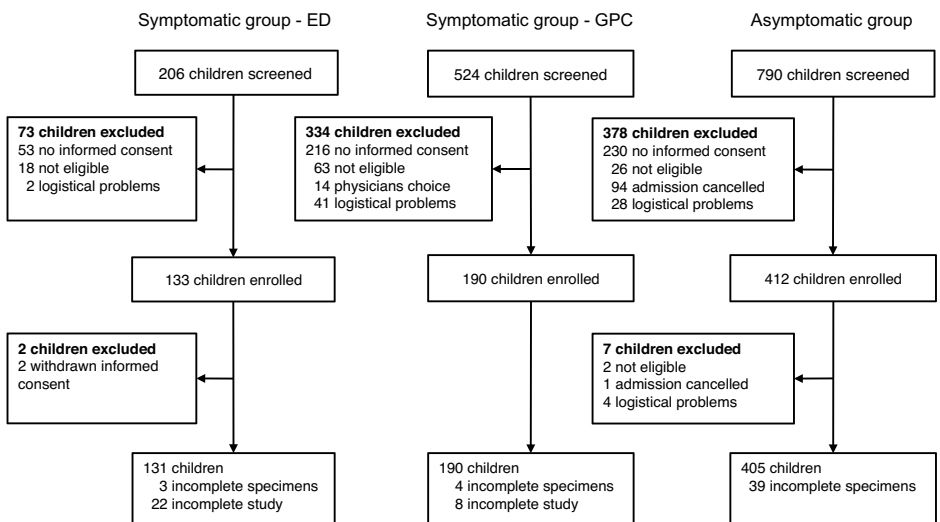 Symptomatic group - ED
Symptomatic group - GPC
Asymptomatic group
206 children screened
524 children screened
790 children screened
73 children excluded
53 no informed consent
18 not eligible
2 logistical problems
334 children excluded
216 no informed consent
63 not eligible
14 physicians choice
41 logistical problems
378 children excluded
230 no informed consent
26 not eligible
94 admission cancelled
28 logistical problems
133 children enrolled
190 children enrolled
412 children enrolled
2 children excluded
2 withdrawn informed
consent
7 children excluded
2 not eligible
1 admission cancelled
4 logistical problems
131 children
3 incomplete specimens
22 incomplete study
190 children
4 incomplete specimens
8 incomplete study
405 children
39 incomplete specimens